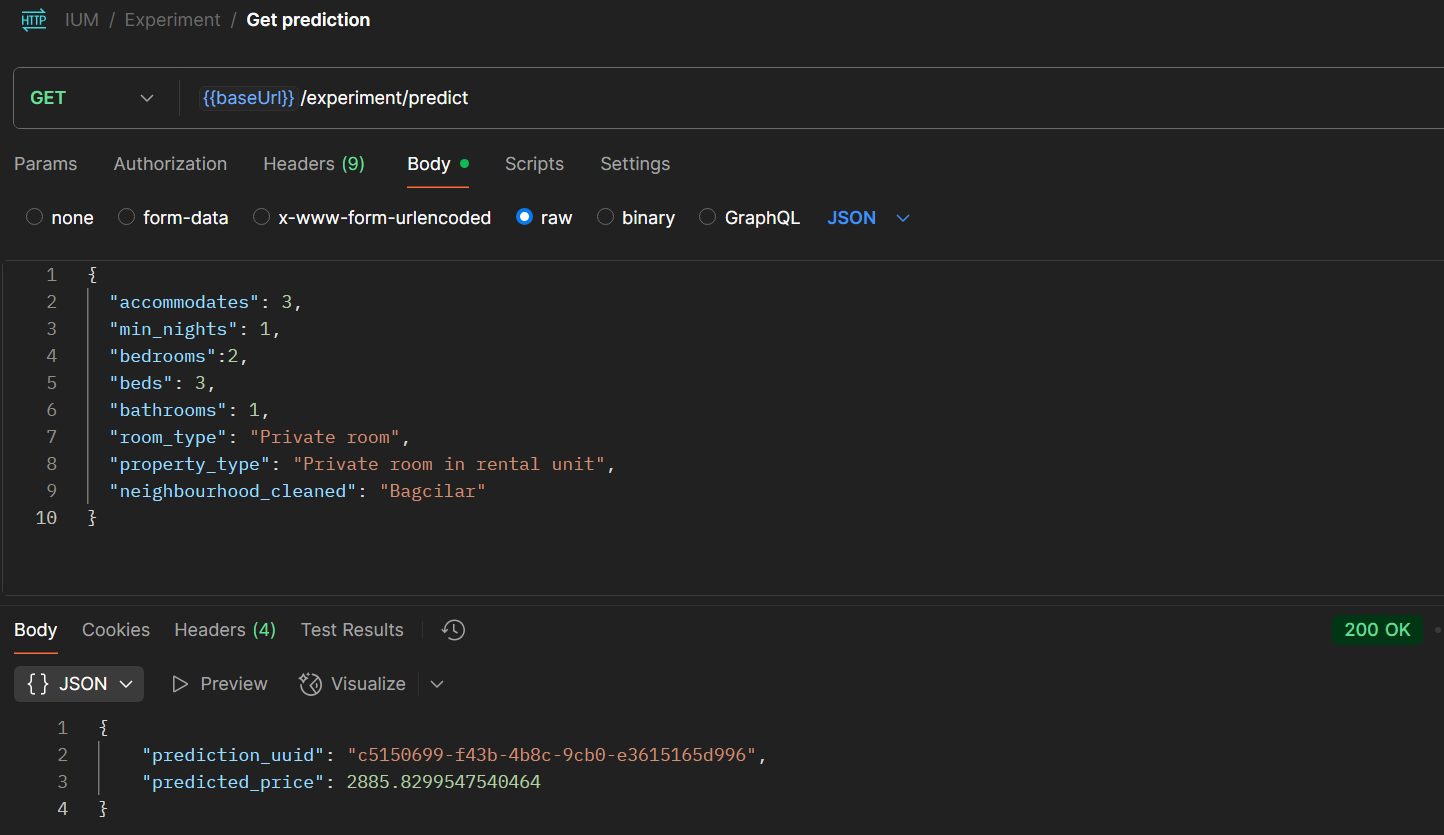 HTTP IUM / Experiment / Get prediction
GET {{baseUrl}} /experiment/predict
Params Authorization Headers (9) Body Scripts Settings
none form-data x-www-form-urlencoded raw binary GraphQL JSON
1 {
2 "accommodates": 3,
3 "min_nights": 1,
4 "bedrooms":2,
5 "beds": 3,
6 "bathrooms": 1,
7 "room_type": "Private room",
8 "property_type": "Private room in rental unit",
9 "neighbourhood_cleaned": "Bagcilar"
10 }
Body Cookies Headers (4) Test Results 200 OK
{} JSON Preview Visualize
1 {
2 "prediction_uuid": "c5150699-f43b-4b8c-9cb0-e3615165d996",
3 "predicted_price": 2885.8299547540464
4 }